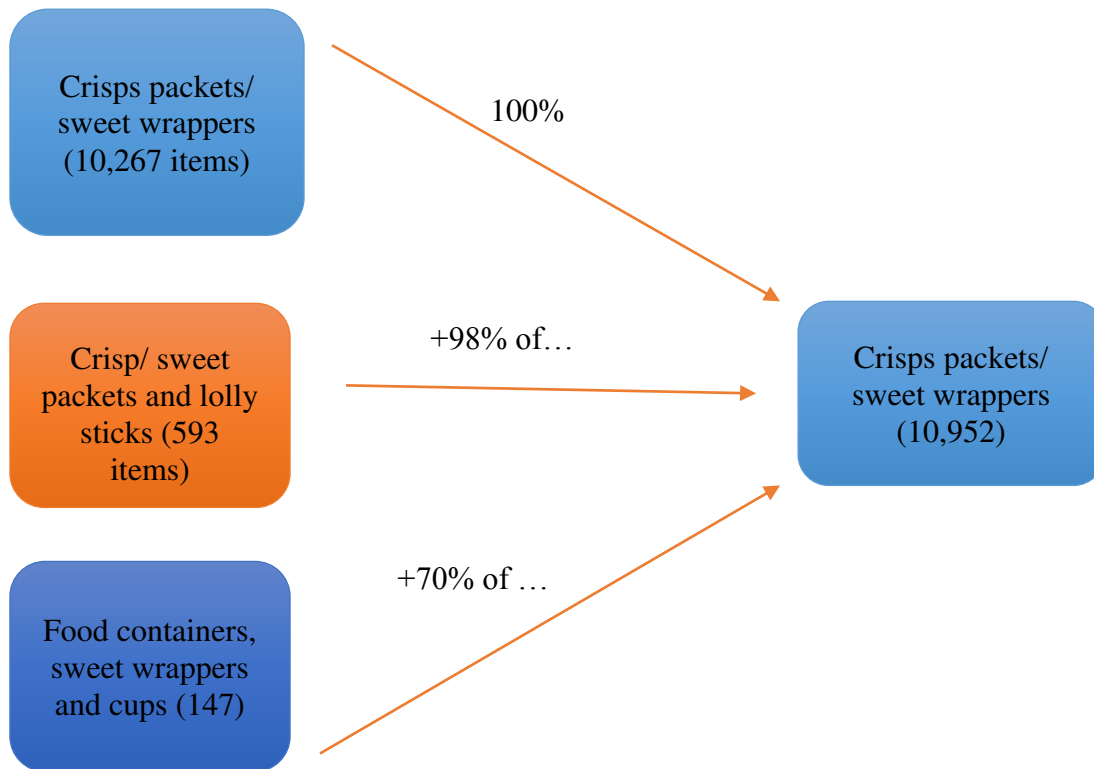 Crisps packets/
sweet wrappers
(10,267 items)
100%
Crisp/ sweet
packets and lolly
sticks (593
items)
+98% of…
Crisps packets/
sweet wrappers
(10,952)
Food containers,
sweet wrappers
and cups (147)
+70% of …